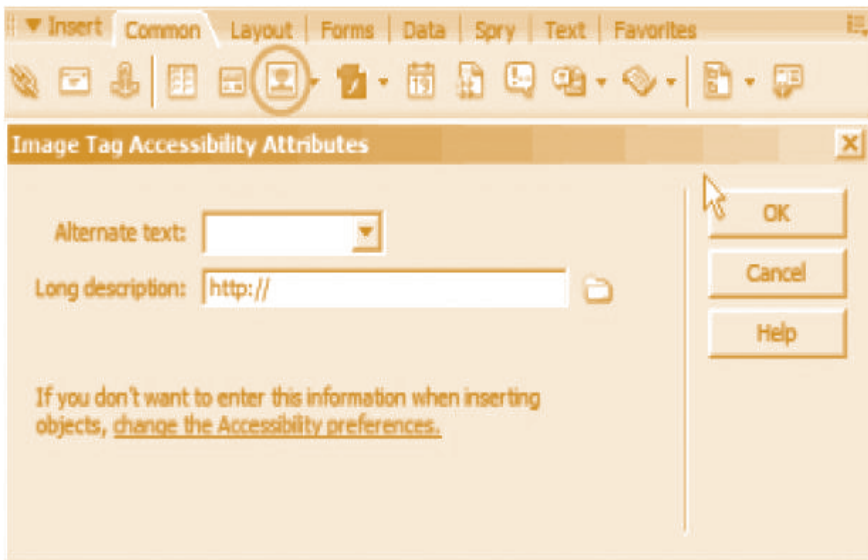 Insert Common Layout Forms Data Spry Text Favorites
19
Image Tag Accessibility Attributes
OK
Alternate text:
Cancel
Long description: http://
Help
If you don't want to enter this information when inserting
objects, change the Accessibility preferences.